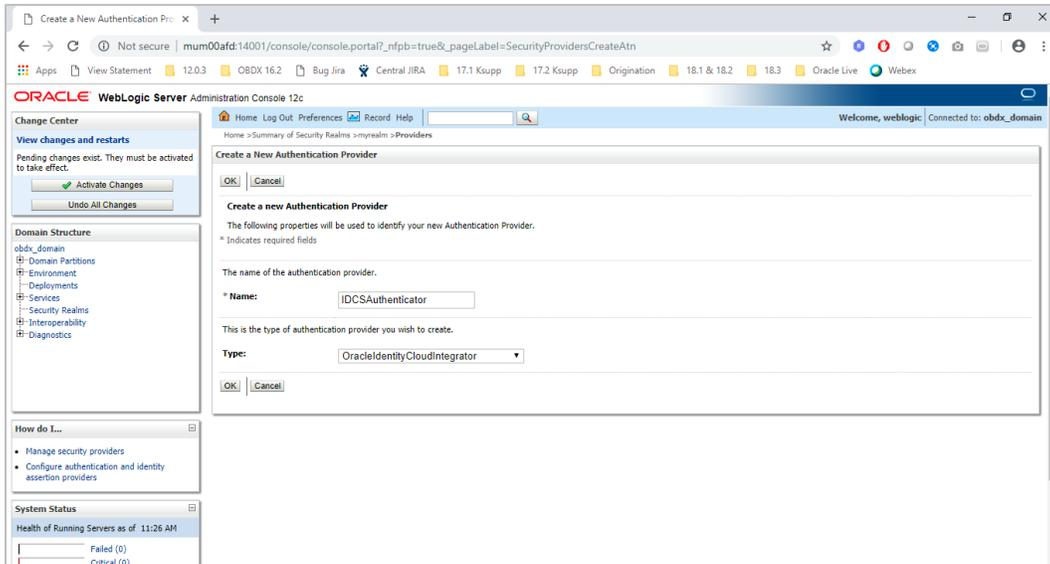 Create a New Authentication Pro
Not secure | mum00afd:14001/console/console.portal?_nfpb=true&_pageLabel=SecurityProvidersCreateAtn
Apps View Statement 12.0.3 OBDX 16.2 Bug Jira Central JIRA 17.1 Ksupp 17.2 Ksupp Origination 18.1 & 18.2 18.3 Oracle Live Webex
ORACLE WebLogic Server Administration Console 12c
Change Center
View changes and restarts
Pending changes exist. They must be activated
to take effect.
Activate Changes
Undo All Changes
Domain Structure
obdx_domain
Domain Partitions
Environment
Deployments
Services
Security Realms
Interoperability
Diagnostics
How do I...
Manage security providers
Configure authentication and identity
assertion providers
System Status
Health of Running Servers as of 11:26 AM
Failed (0)
Critical (0)
Home Log Out Preferences Record Help
Welcome, weblogic Connected to: obdx_domain
Home >Summary of Security Realms >myrealm >Providers
Create a New Authentication Provider
OK Cancel
Create a new Authentication Provider
The following properties will be used to identify your new Authentication Provider.
* Indicates required fields
The name of the authentication provider.
* Name: IDCSAuthenticator
This is the type of authentication provider you wish to create.
Type: OracleIdentityCloudIntegrator
OK Cancel